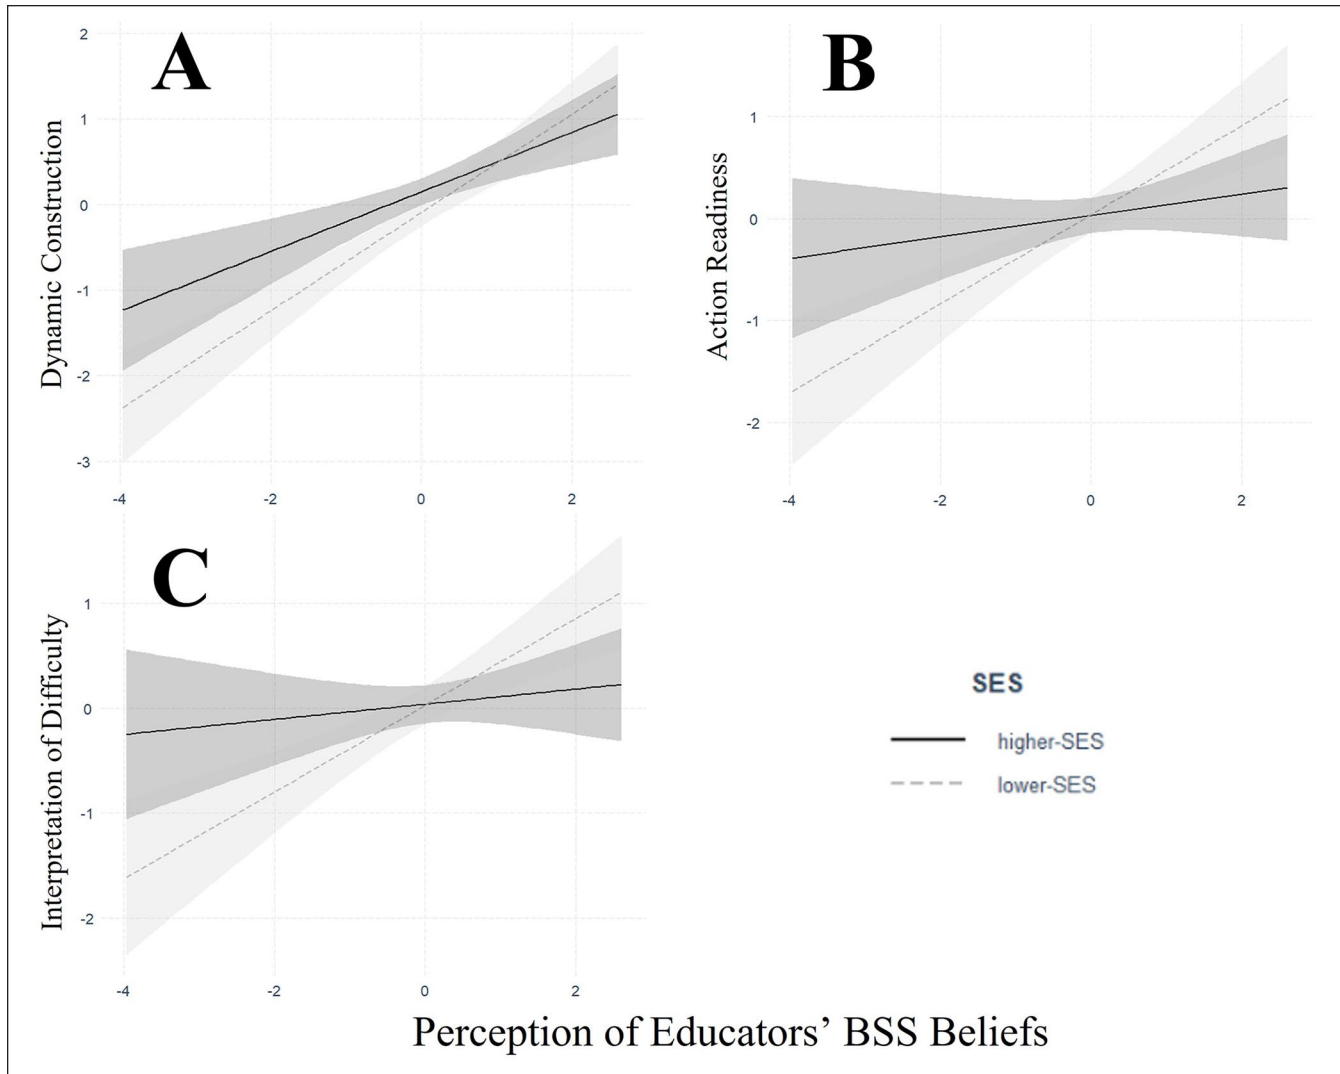 A
2
1
0
-1
-2
-3
Dynamic Construction
-4 -2 0 2
B
1
0
-1
-2
Action Readiness
-4 -2 0 2
C
1
0
-1
-2
Interpretation of Difficulty
-4 -2 0 2
SES
higher-SES
lower-SES
Perception of Educators’ BSS Beliefs